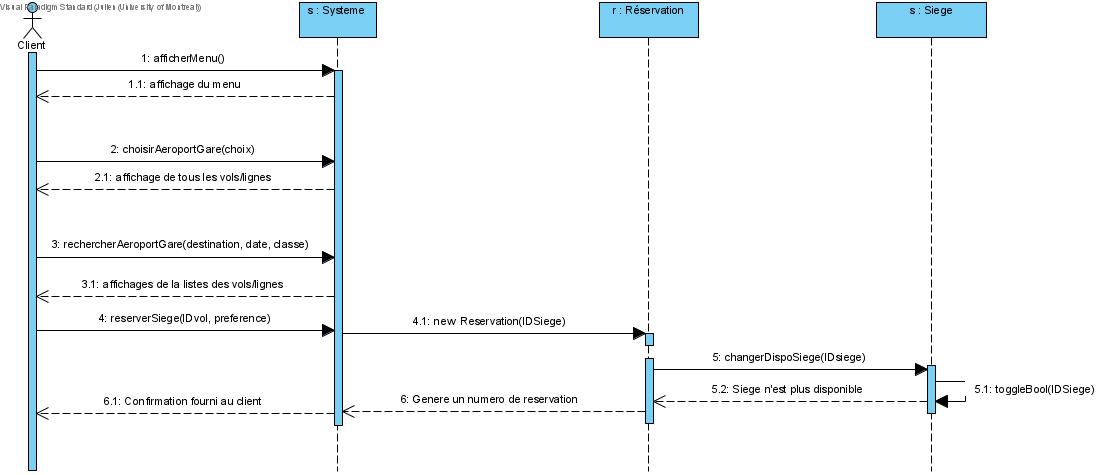 Visual Paradigm Standard (Julien (University of Montreal))
s : Systeme
r : Réservation
s : Siege
Client
1: afficherMenu()
1.1: affichage du menu
2: choisirAeroportGare(choix)
2.1: affichage de tous les vols/lignes
3: rechercherAeroportGare(destination, date, classe)
3.1: affichages de la listes des vols/lignes
4: reserverSiege(IDvol, preference)
4.1: new Reservation(IDSiege)
5: changerDispoSiege(IDsiege)
5.1: toggleBool(IDSiege)
5.2: Siege n'est plus disponible
6: Genere un numero de reservation
6.1: Confirmation fourni au client